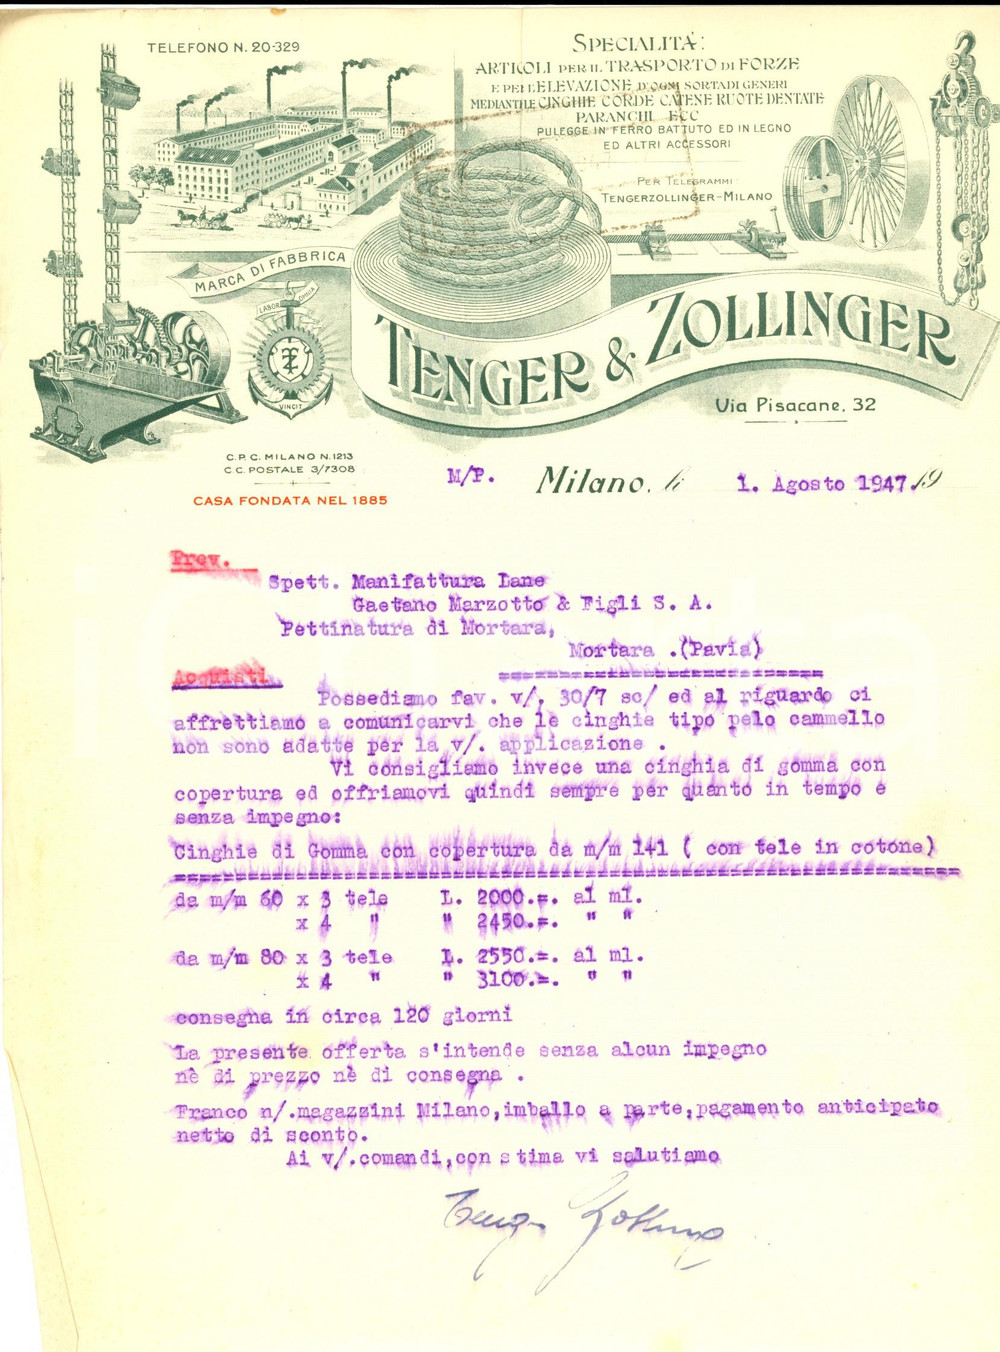 TELEFONO N. 20-329
SPECIALITÀ:
ARTICOLI PER IL TRASPORTO DI FORZE
E PER L'ELEVAZIONE D'OGNI SORTA DI GENERI
MEDIANTE CINGHIE CORDE CATENE RUOTE DENTATE
PARANCHI ECC
PULEGGE IN FERRO BATTUTO ED IN LEGNO
ED ALTRI ACCESSORI
PER TELEGRAMMI
TENGERZOLLINGER-MILANO
MARCA DI FABBRICA
LABOR OMNIA
VINCIT
TENGER & ZOLLINGER
Via Pisacane, 32
C.P.C. MILANO N. 1213
C.C. POSTALE 3/7308
CASA FONDATA NEL 1885
M/P. Milano, li 1. Agosto 1947. 19
Prev.
Spett. Manifattura Lane
Gaetano Marzotto & Figli S. A.
Pettinatura di Mortara,
Mortara .(Pavia)
Acquisti
Possediamo fav. v/. 30/7 sc/ ed al riguardo ci
affrettiamo a comunicarvi che le cinghie tipo pelo cammello
non sono adatte per la v/. applicazione .
Vi consigliamo invece una cinghia di gomma con
copertura ed offriamovi quindi sempre per quanto in tempo e
senza impegno:
Cinghie di Gomma con copertura da m/m 141 ( con tele in cotone)
da m/m 60 x 3 tele L. 2000.=. al ml.
x 4 " " 2450.=. " "
da m/m 80 x 3 tele L. 2550.=. al ml.
x 4 " " 3100.=. " "
consegna in circa 120 giorni
La presente offerta s'intende senza alcun impegno
nè di prezzo nè di consegna .
Franco n/.magazzini Milano,imballo a parte,pagamento anticipato
netto di sconto.
Ai v/.comandi,con stima vi salutiamo
Tenger Zollinger